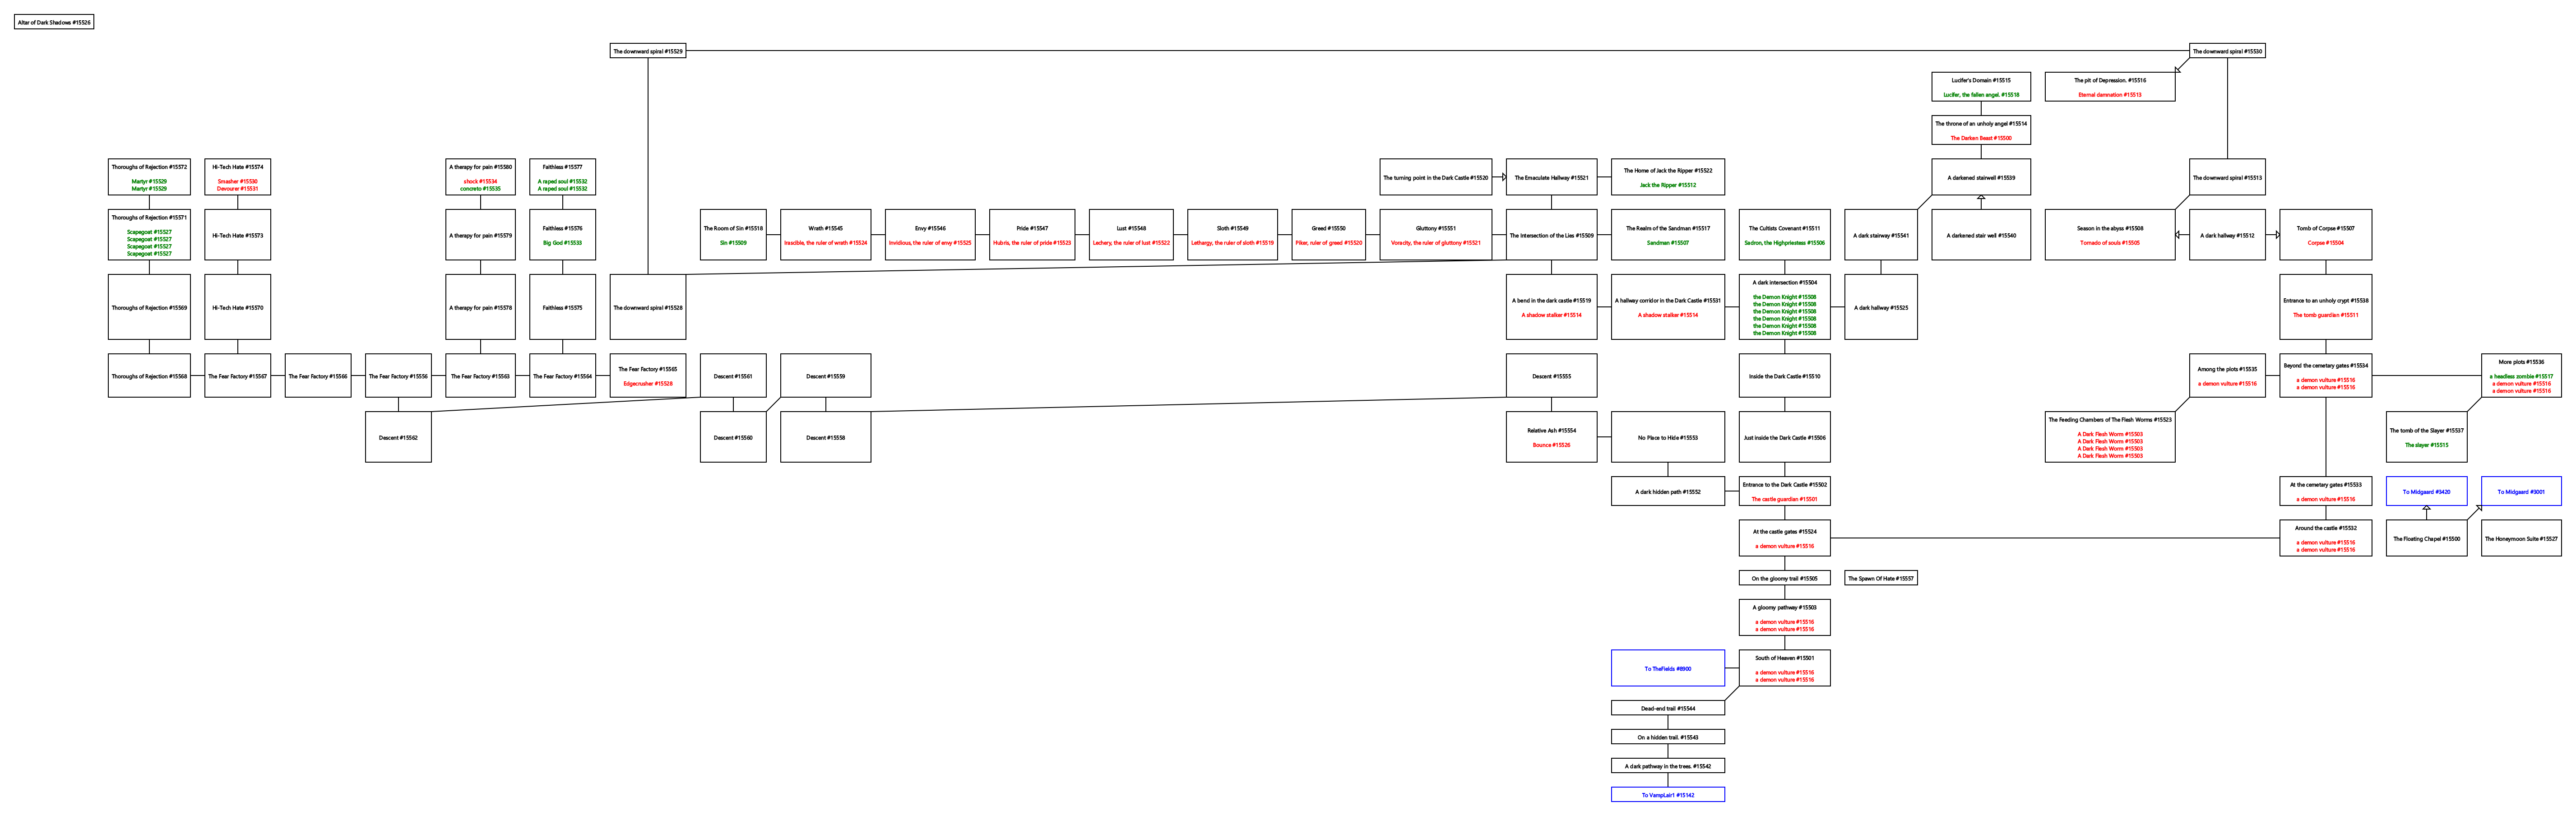 Altar of Dark Shadows #15526
The downward spiral #15529
The downward spiral #15530
Lucifer's Domain #15515
Lucifer, the fallen angel. #15518
The pit of Depression. #15516
Eternal damnation #15513
The throne of an unholy angel #15514
The Darken Beast #15500
Thoroughs of Rejection #15572
Martyr #15529
Martyr #15529
Hi-Tech Hate #15574
Smasher #15530
Devourer #15531
A therapy for pain #15580
shock #15534
concreto #15535
Faithless #15577
A raped soul #15532
A raped soul #15532
The turning point in the Dark Castle #15520
The Emaculate Hallway #15521
The Home of Jack the Ripper #15522
Jack the Ripper #15512
A darkened stairwell #15539
The downward spiral #15513
Thoroughs of Rejection #15571
Scapegoat #15527
Scapegoat #15527
Scapegoat #15527
Scapegoat #15527
Hi-Tech Hate #15573
A therapy for pain #15579
Faithless #15576
Big God #15533
The Room of Sin #15518
Sin #15509
Wrath #15545
Irascible, the ruler of wrath #15524
Envy #15546
Invidious, the ruler of envy #15525
Pride #15547
Hubris, the ruler of pride #15523
Lust #15548
Lechery, the ruler of lust #15522
Sloth #15549
Lethargy, the ruler of sloth #15519
Greed #15550
Piker, ruler of greed #15520
Gluttony #15551
Voracity, the ruler of gluttony #15521
The Intersection of the Lies #15509
The Realm of the Sandman #15517
Sandman #15507
The Cultists Covenant #15511
Sadron, the Highpriestess #15506
A dark stairway #15541
A darkened stair well #15540
Season in the abyss #15508
Tornado of souls #15505
A dark hallway #15512
Tomb of Corpse #15507
Corpse #15504
Thoroughs of Rejection #15569
Hi-Tech Hate #15570
A therapy for pain #15578
Faithless #15575
The downward spiral #15528
A bend in the dark castle #15519
A shadow stalker #15514
A hallway corridor in the Dark Castle #15531
A shadow stalker #15514
A dark intersection #15504
the Demon Knight #15508
the Demon Knight #15508
the Demon Knight #15508
the Demon Knight #15508
the Demon Knight #15508
the Demon Knight #15508
A dark hallway #15525
Entrance to an unholy crypt #15538
The tomb guardian #15511
Thoroughs of Rejection #15568
The Fear Factory #15567
The Fear Factory #15566
The Fear Factory #15556
The Fear Factory #15563
The Fear Factory #15564
The Fear Factory #15565
Edgecrusher #15528
Descent #15561
Descent #15559
Descent #15555
Inside the Dark Castle #15510
Among the plots #15535
a demon vulture #15516
Beyond the cemetary gates #15534
a demon vulture #15516
a demon vulture #15516
More plots #15536
a headless zombie #15517
a demon vulture #15516
a demon vulture #15516
Descent #15562
Descent #15560
Descent #15558
Relative Ash #15554
Bounce #15526
No Place to Hide #15553
Just inside the Dark Castle #15506
The Feeding Chambers of The Flesh Worms #15523
A Dark Flesh Worm #15503
A Dark Flesh Worm #15503
A Dark Flesh Worm #15503
A Dark Flesh Worm #15503
The tomb of the Slayer #15537
The slayer #15515
A dark hidden path #15552
Entrance to the Dark Castle #15502
The castle guardian #15501
At the cemetary gates #15533
a demon vulture #15516
To Midgaard #3420
To Midgaard #3001
At the castle gates #15524
a demon vulture #15516
Around the castle #15532
a demon vulture #15516
a demon vulture #15516
The Floating Chapel #15500
The Honeymoon Suite #15527
On the gloomy trail #15505
The Spawn Of Hate #15557
A gloomy pathway #15503
a demon vulture #15516
a demon vulture #15516
To TheFields #8900
South of Heaven #15501
a demon vulture #15516
a demon vulture #15516
Dead-end trail #15544
On a hidden trail. #15543
A dark pathway in the trees. #15542
To VampLair1 #15142